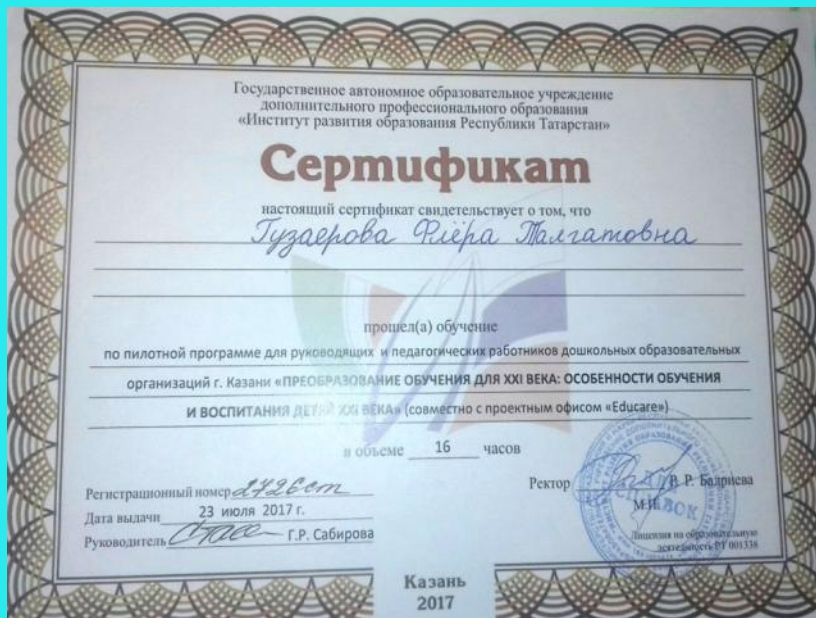 Государственное автономное образовательное учреждение
дополнительного профессионального образования
«Институт развития образования Республики Татарстан»
Сертификат
настоящий сертификат свидетельствует о том, что
Гузаерова Флёра Талгатовна
прошел(а) обучение
по пилотной программе для руководящих и педагогических работников дошкольных образовательных
организаций г. Казани «ПРЕОБРАЗОВАНИЕ ОБУЧЕНИЯ ДЛЯ XXI ВЕКА: ОСОБЕННОСТИ ОБУЧЕНИЯ
И ВОСПИТАНИЯ ДЕТЕЙ XXI ВЕКА» (совместно с проектным офисом «Educare»)
в объеме 16 часов
Регистрационный номер 2726ст
Дата выдачи 23 июля 2017 г.
Руководитель Г.Р. Сабирова
Ректор Р. Бадриева
М.П.
ДЛЯ СПРАВОК
Лицензия на образовательную
деятельность РТ 001338
Казань
2017